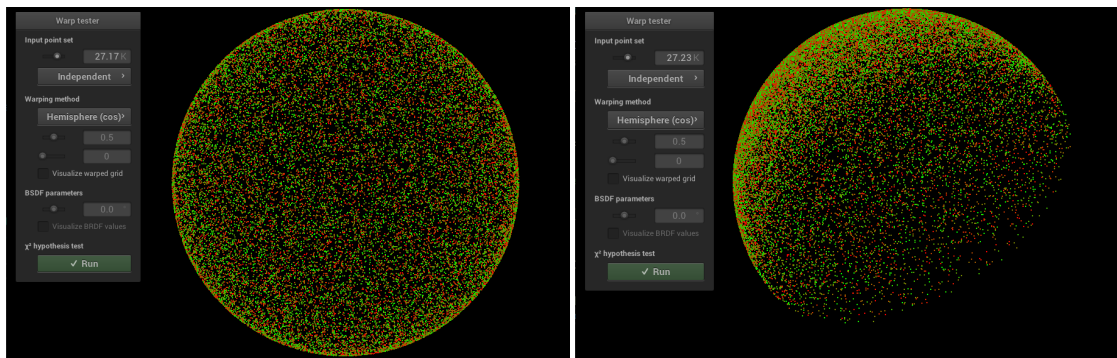 Warp tester
Input point set
27.17 K
Independent
Warping method
Hemisphere (cos)
0.5
0
Visualize warped grid
BSDF parameters
0.0 °
Visualize BRDF values
χ² hypothesis test
✓ Run
Warp tester
Input point set
27.23 K
Independent
Warping method
Hemisphere (cos)
0.5
0
Visualize warped grid
BSDF parameters
0.0 °
Visualize BRDF values
χ² hypothesis test
✓ Run